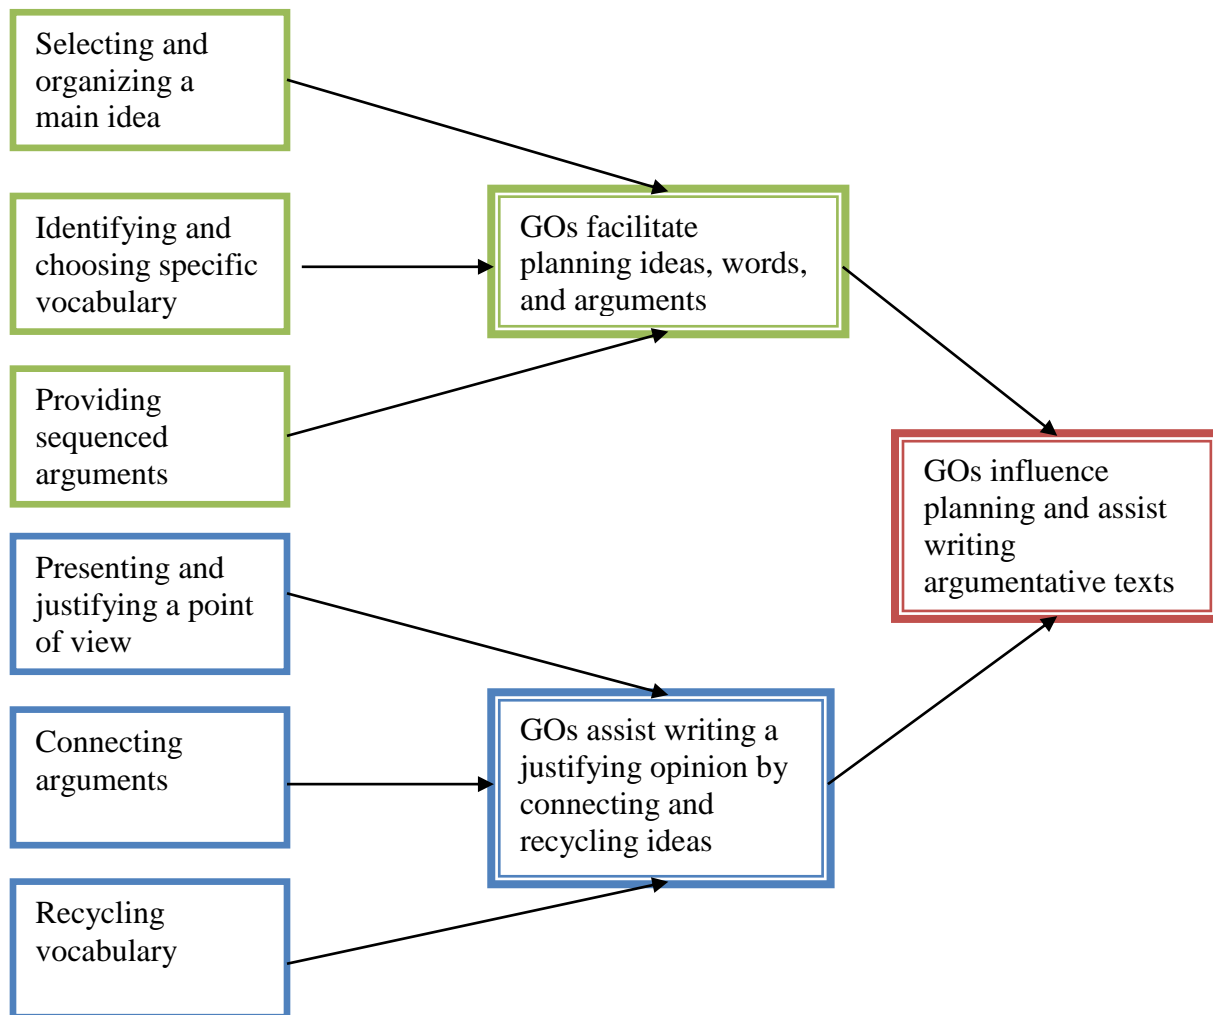 Selecting and
organizing a
main idea
Identifying and
choosing specific
vocabulary
Providing
sequenced
arguments
Presenting and
justifying a point
of view
Connecting
arguments
Recycling
vocabulary
GOs facilitate
planning ideas, words,
and arguments
GOs assist writing a
justifying opinion by
connecting and
recycling ideas
GOs influence
planning and assist
writing
argumentative texts